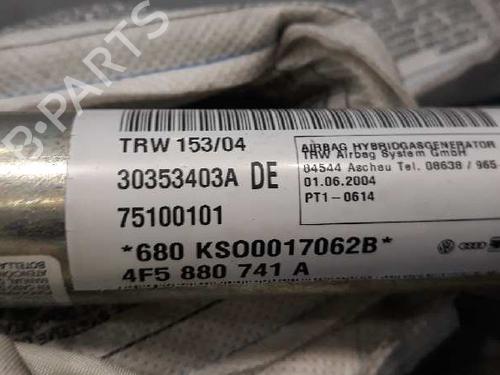 TRW 153/04
30353403A DE
75100101
*680 KSO0017062B*
4F5 880 741 A
AIRBAG HYBRIDGASGENERATOR
TRW Airbag System GmbH
84544 Aschau Tel. 08638 / 965
01.06.2004
PT1-0614
B-PARTS